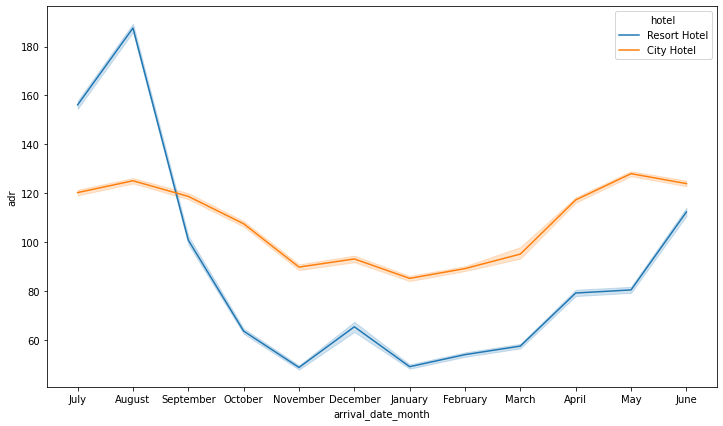 hotel
Resort Hotel
City Hotel
adr
180
160
140
120
100
80
60
July August September October November December January February March April May June
arrival_date_month